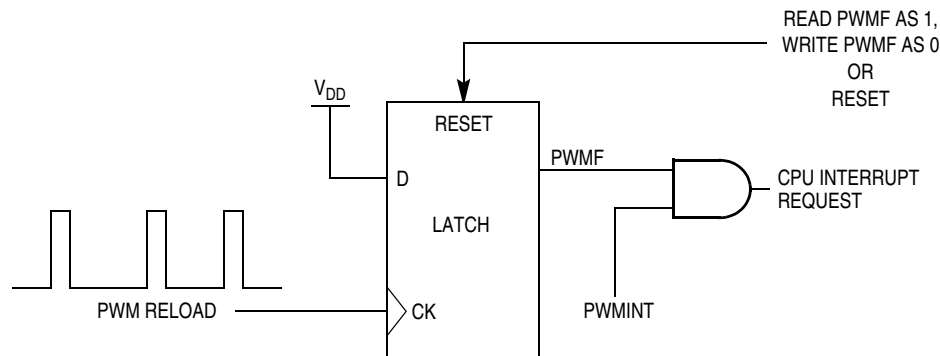 READ PWMF AS 1,
WRITE PWMF AS 0
OR
RESET
VDD
RESET
PWMF
D
CPU INTERRUPT
REQUEST
LATCH
PWM RELOAD
CK
PWMINT